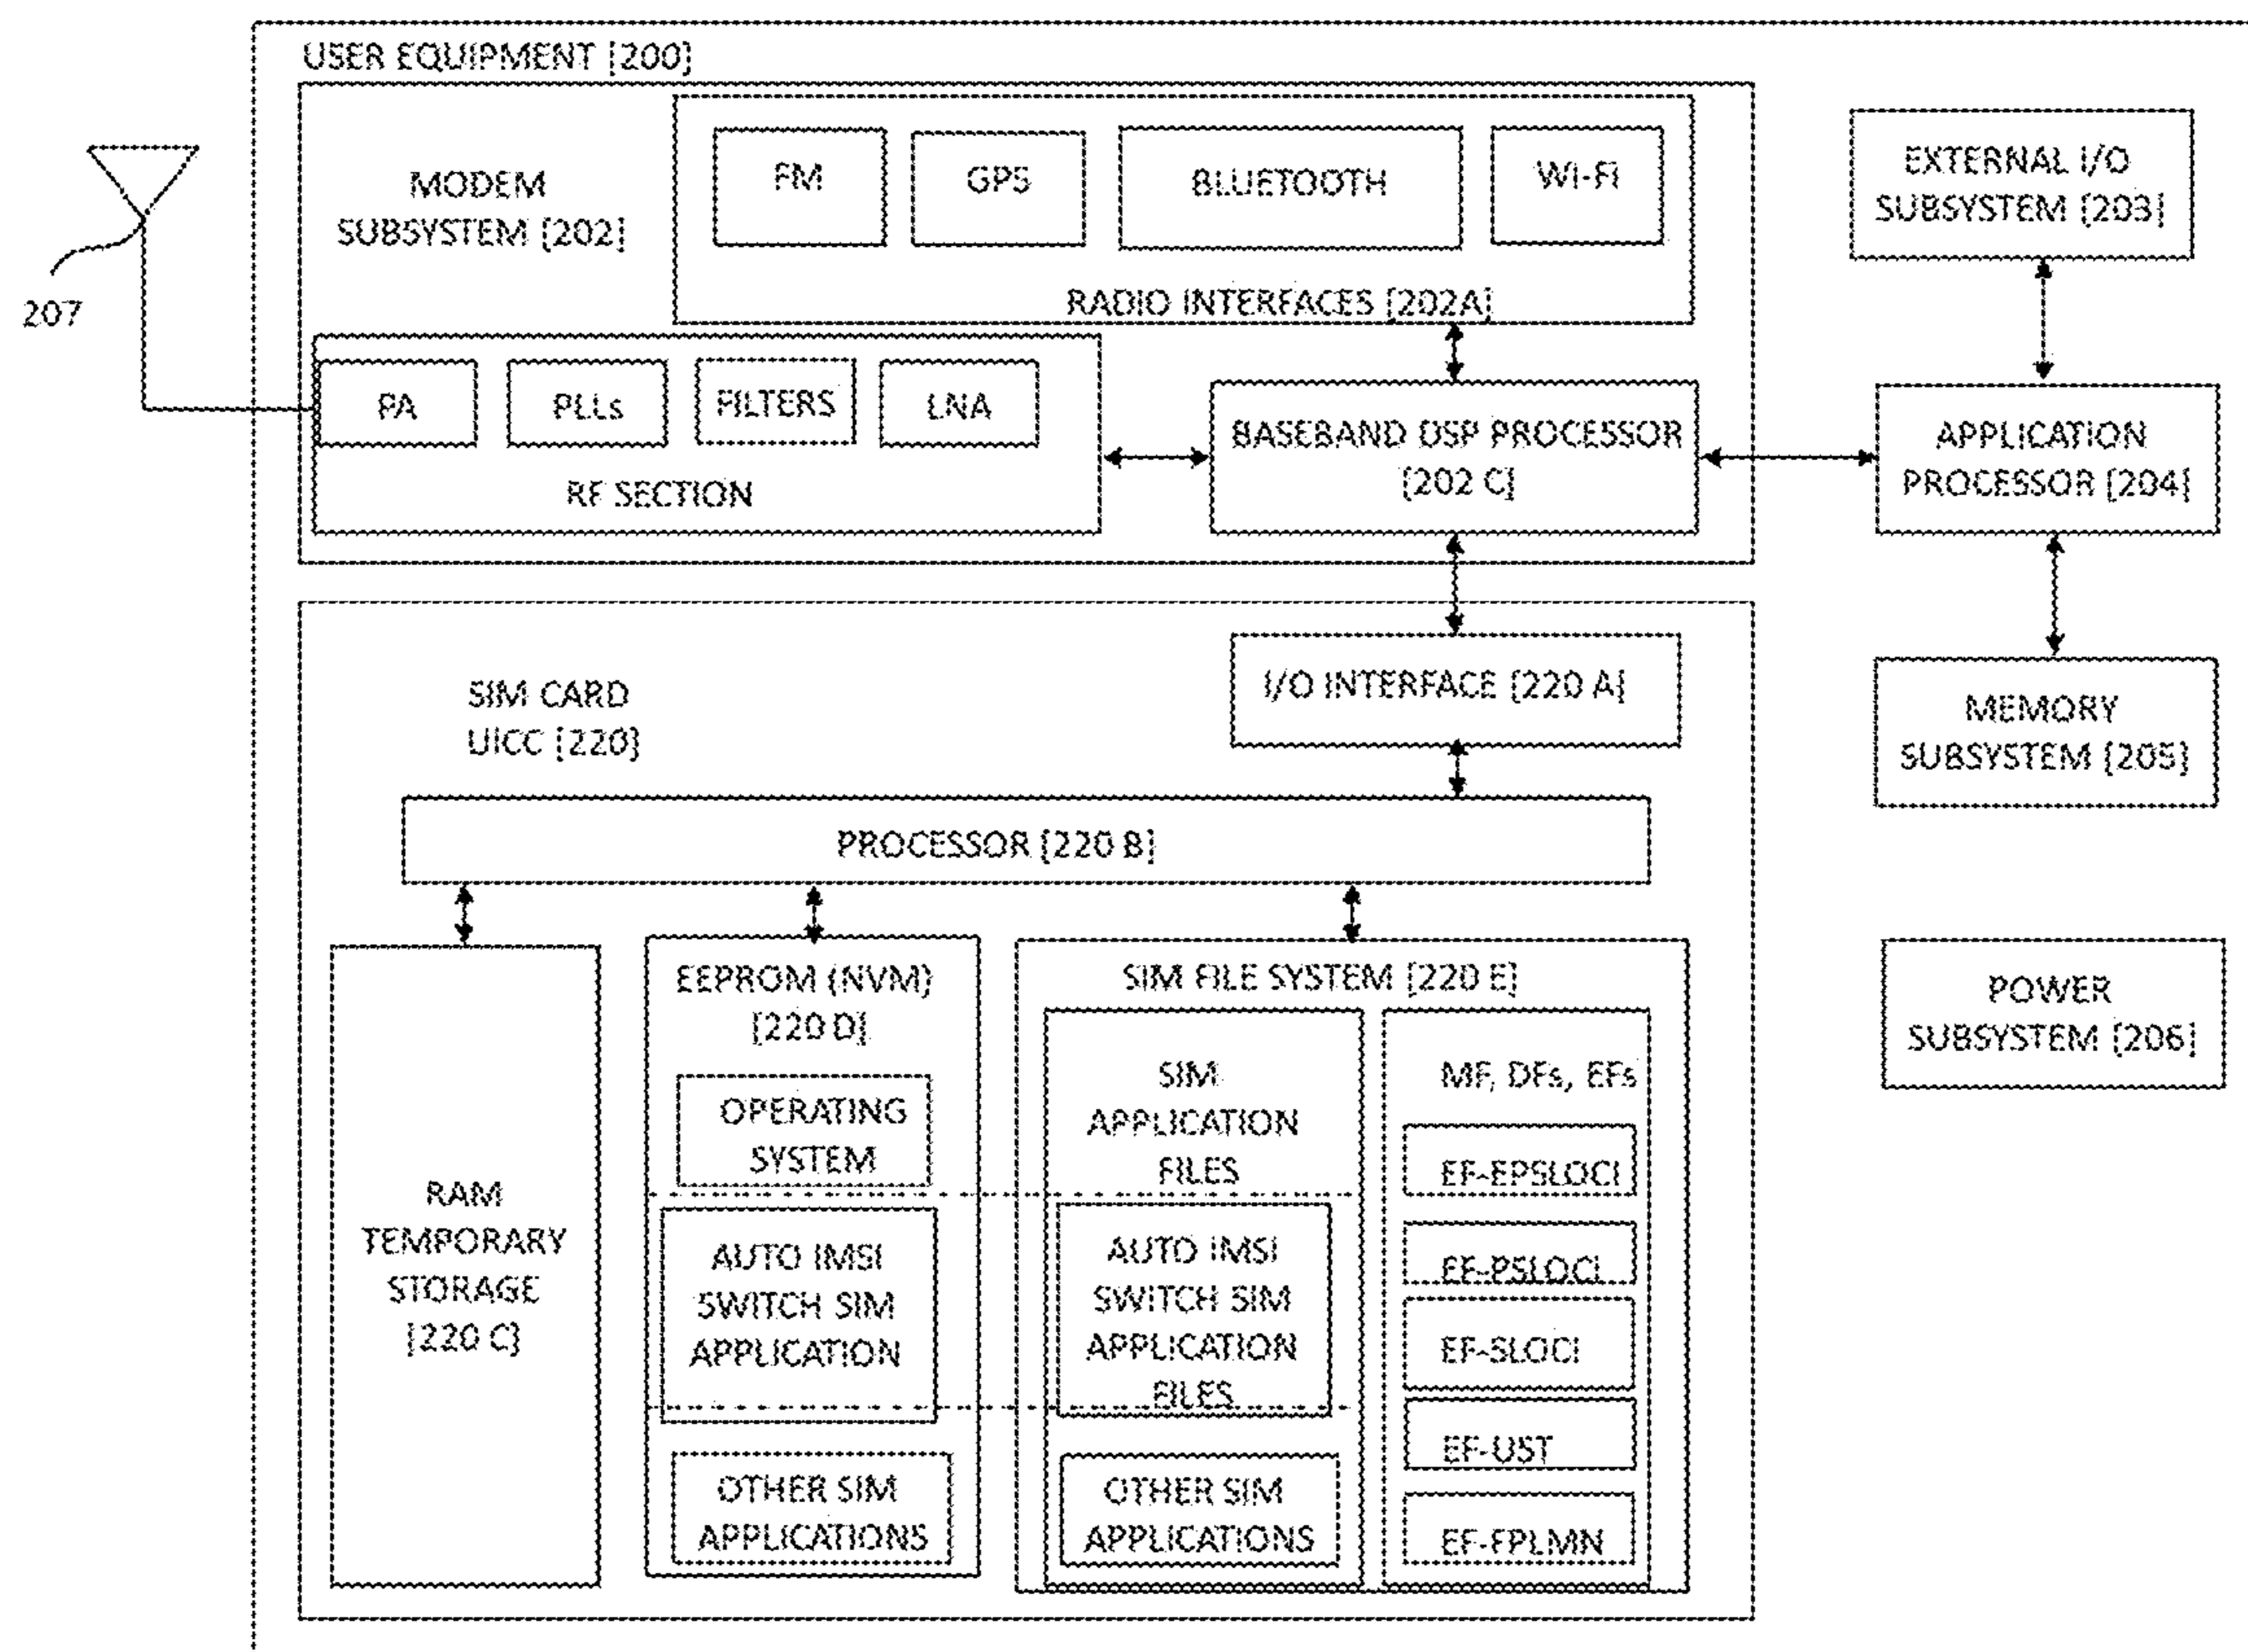 USER EQUIPMENT [200]
MODEM
SUBSYSTEM [202]
FM
GPS
BLUETOOTH
WI-FI
RADIO INTERFACES [202A]
EXTERNAL I/O
SUBSYSTEM [203]
207
PA
PLLs
FILTERS
LNA
RF SECTION
BASEBAND DSP PROCESSOR
[202 C]
APPLICATION
PROCESSOR [204]
SIM CARD
UICC [220]
I/O INTERFACE [220 A]
MEMORY
SUBSYSTEM [205]
PROCESSOR [220 B]
RAM
TEMPORARY
STORAGE
[220 C]
EEPROM (NVM)
[220 D]
OPERATING
SYSTEM
AUTO IMSI
SWITCH SIM
APPLICATION
OTHER SIM
APPLICATIONS
SIM FILE SYSTEM [220 E]
SIM
APPLICATION
FILES
AUTO IMSI
SWITCH SIM
APPLICATION
FILES
OTHER SIM
APPLICATIONS
MF, DFs, EFs
EF-EPSLOCI
EF-PSLOCI
EF-SLOCI
EF-UST
EF-FPLMN
POWER
SUBSYSTEM [206]